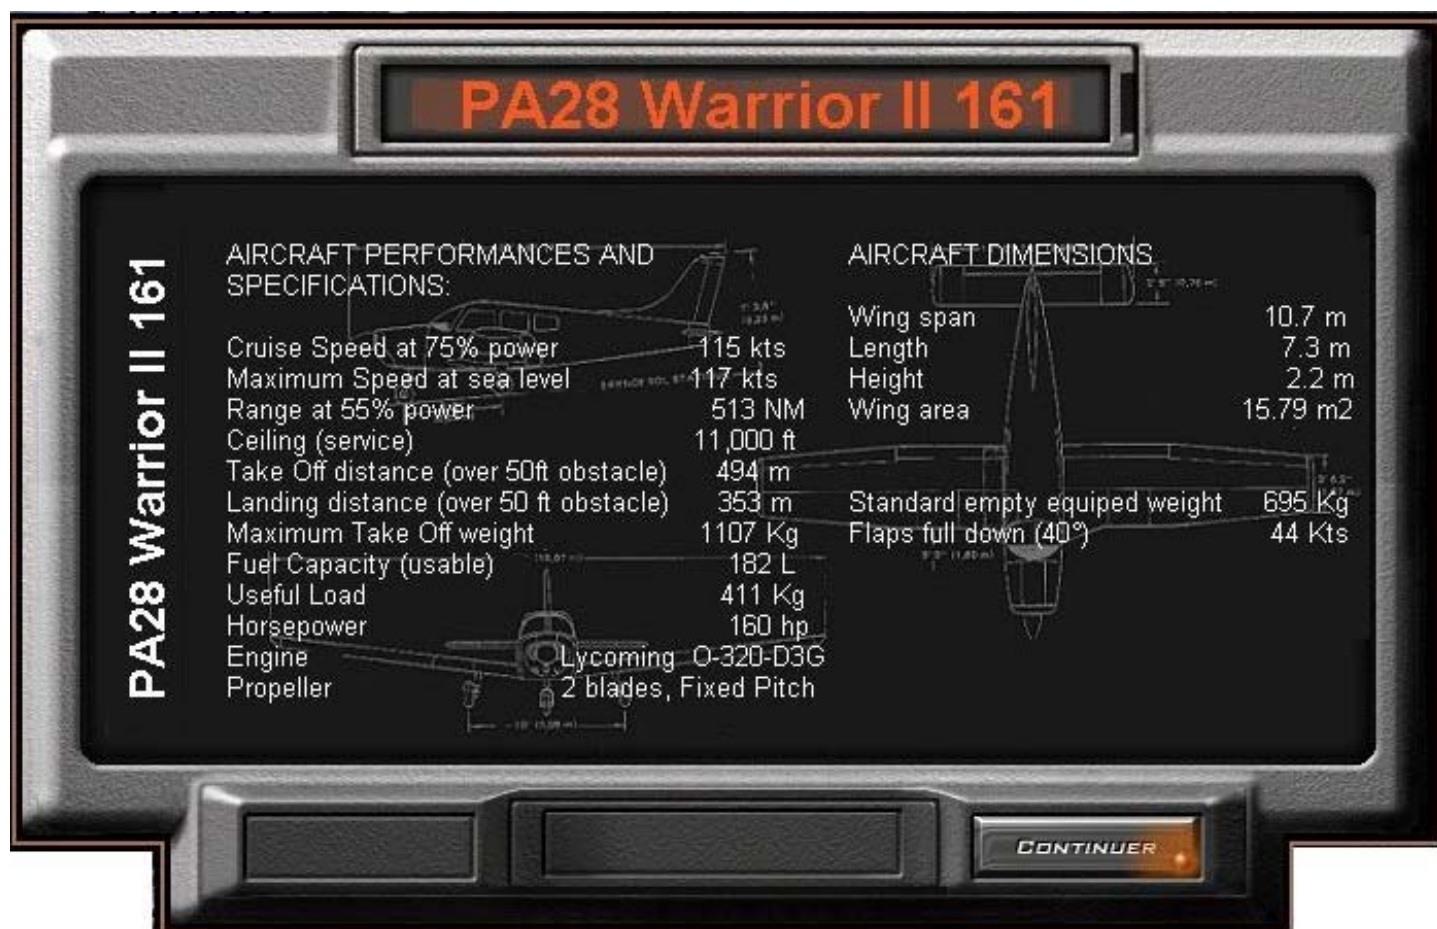 PA28 Warrior II 161
PA28 Warrior II 161
AIRCRAFT PERFORMANCES AND
SPECIFICATIONS:
Cruise Speed at 75% power 115 kts
Maximum Speed at sea level 117 kts
Range at 55% power 513 NM
Ceiling (service) 11,000 ft
Take Off distance (over 50ft obstacle) 494 m
Landing distance (over 50 ft obstacle) 353 m
Maximum Take Off weight 1107 Kg
Fuel Capacity (usable) 182 L
Useful Load 411 Kg
Horsepower 160 hp
Engine Lycoming O-320-D3G
Propeller 2 blades, Fixed Pitch
AIRCRAFT DIMENSIONS
Wing span 10.7 m
Length 7.3 m
Height 2.2 m
Wing area 15.79 m2
Standard empty equiped weight 695 Kg
Flaps full down (40°) 44 Kts
CONTINUER